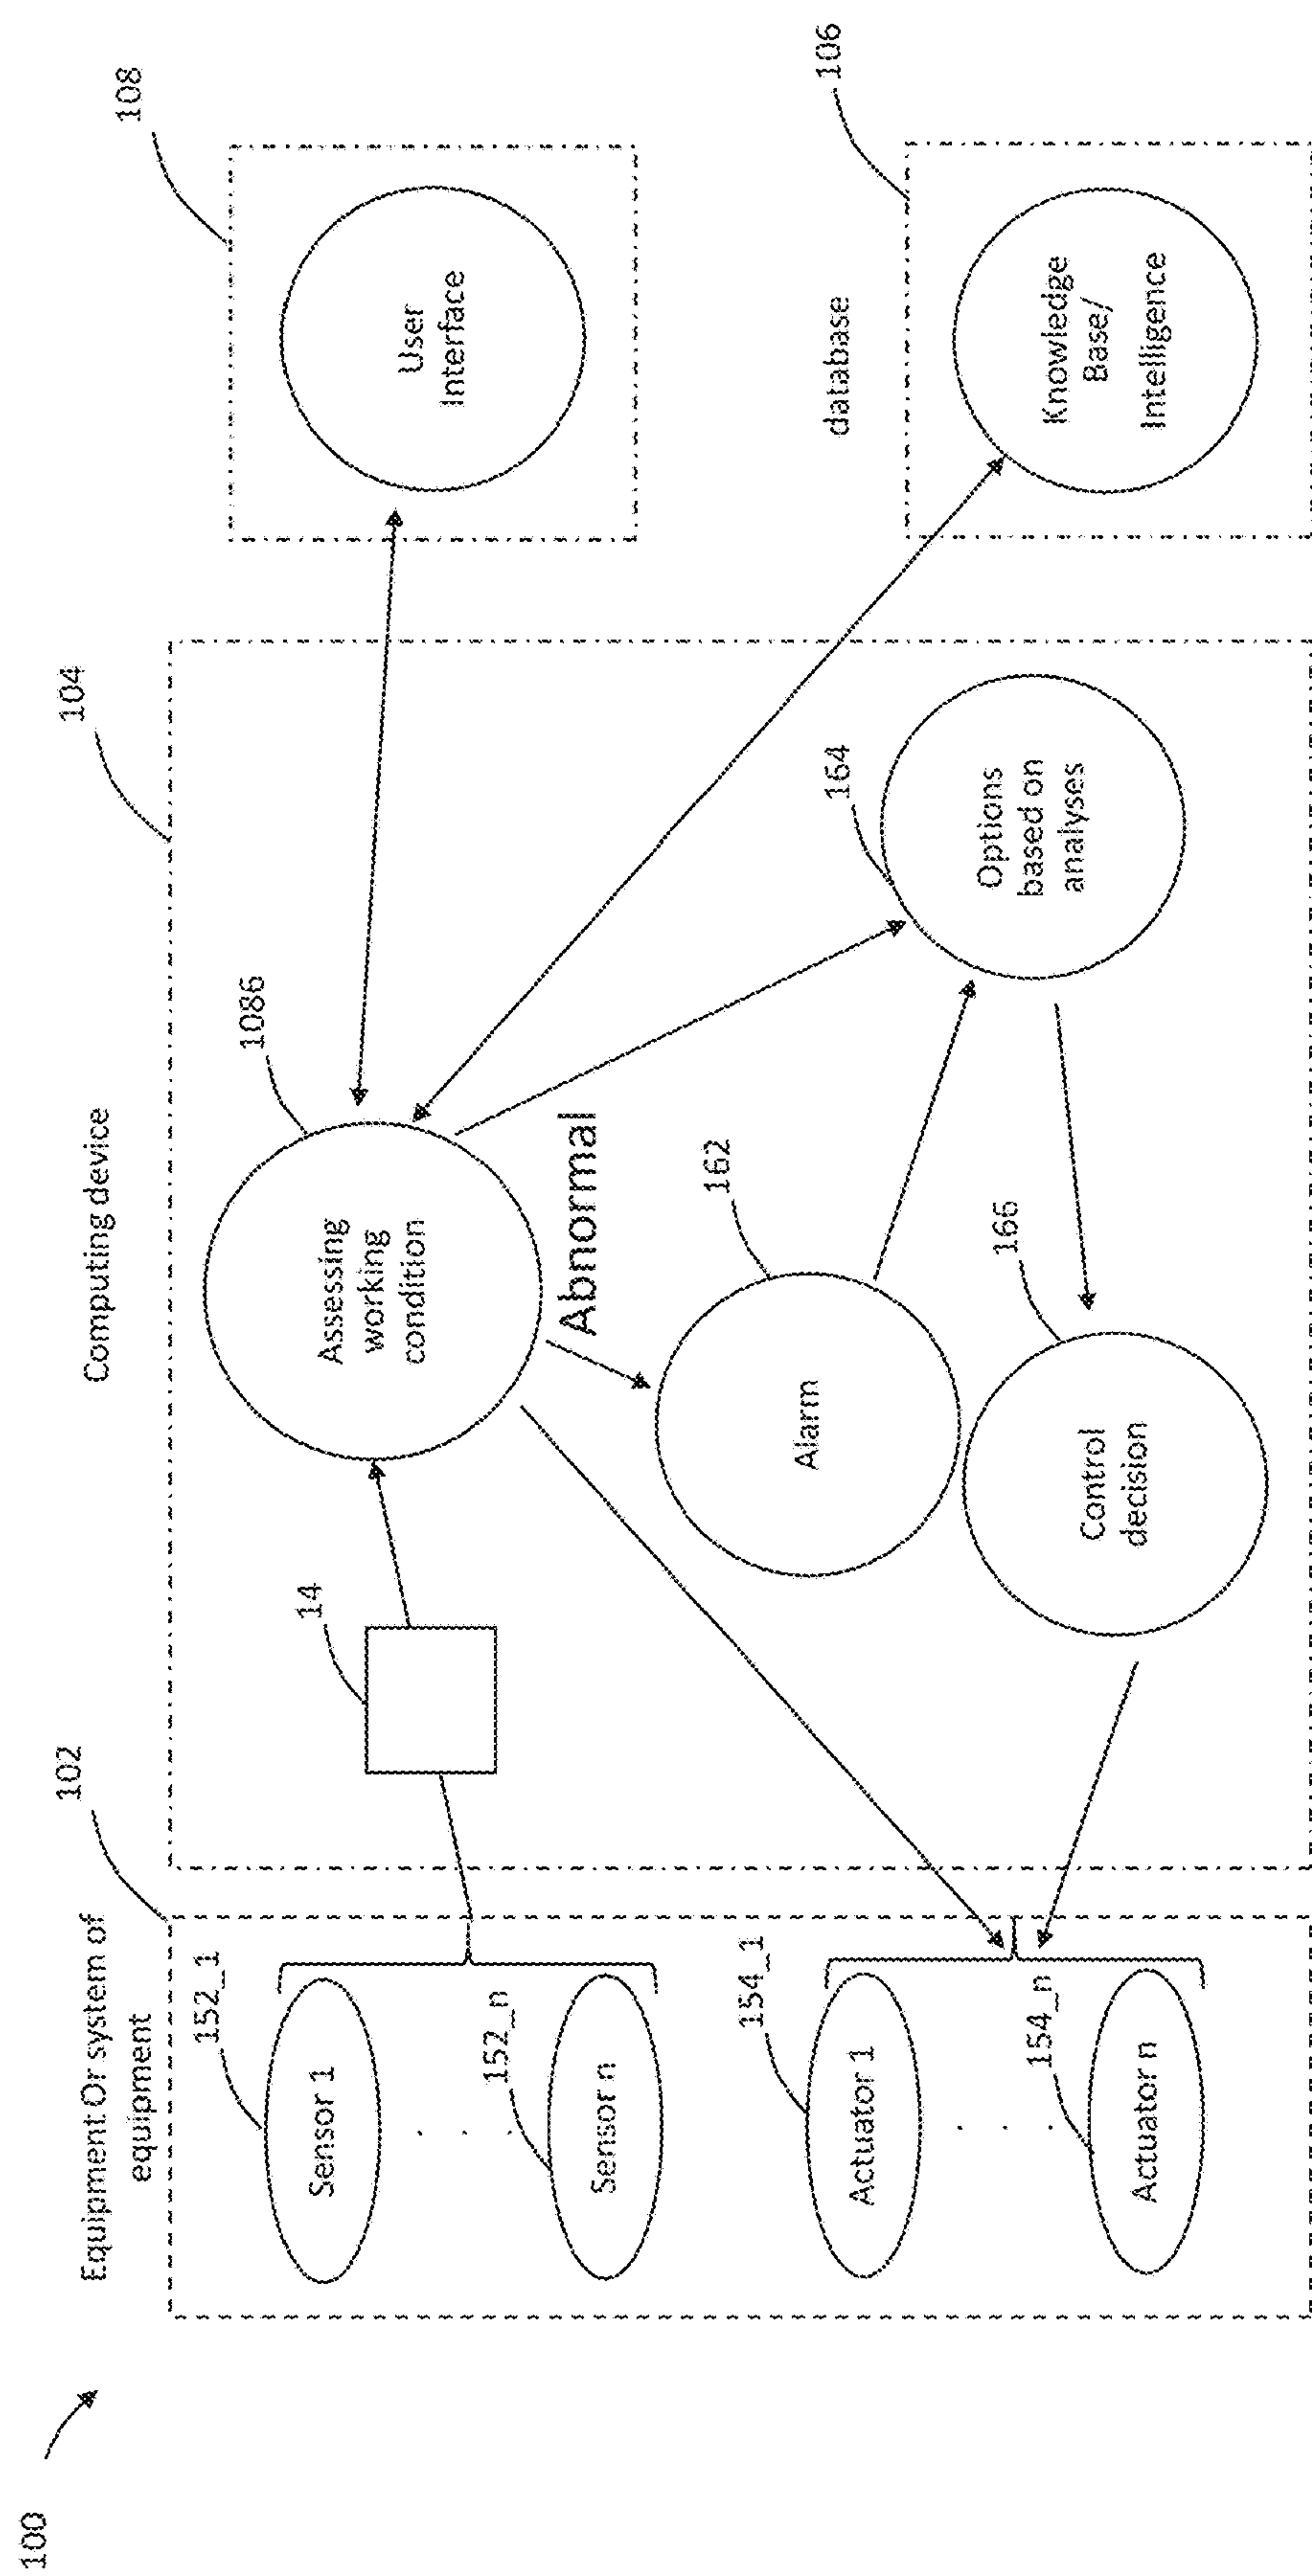 100
Equipment Or system of
equipment
102
152_1
Sensor 1
152_n
Sensor n
154_1
Actuator 1
154_n
Actuator n
Computing device
104
14
1086
Assessing
working
condition
Abnormal
162
Alarm
166
Control
decision
164
Options
based on
analyses
108
User
Interface
database
106
Knowledge
Base/
Intelligence